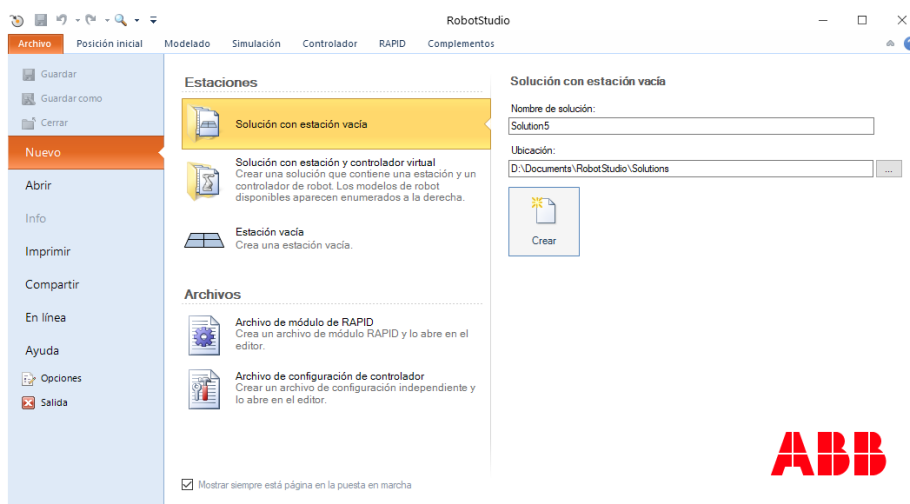 RobotStudio
Archivo Posición inicial Modelado Simulación Controlador RAPID Complementos
Guardar
Guardar como
Cerrar
Nuevo
Abrir
Info
Imprimir
Compartir
En línea
Ayuda
Opciones
Salida
Estaciones
Solución con estación vacía
Solución con estación y controlador virtual
Crear una solución que contiene una estación y un
controlador de robot. Los modelos de robot
disponibles aparecen enumerados a la derecha.
Estación vacía
Crea una estación vacía.
Archivos
Archivo de módulo de RAPID
Crea un archivo de módulo RAPID y lo abre en el
editor.
Archivo de configuración de controlador
Crear un archivo de configuración independiente y
lo abre en el editor.
Mostrar siempre está página en la puesta en marcha
Solución con estación vacía
Nombre de solución:
Solution5
Ubicación:
D:\Documents\RobotStudio\Solutions
...
Crear
ABB